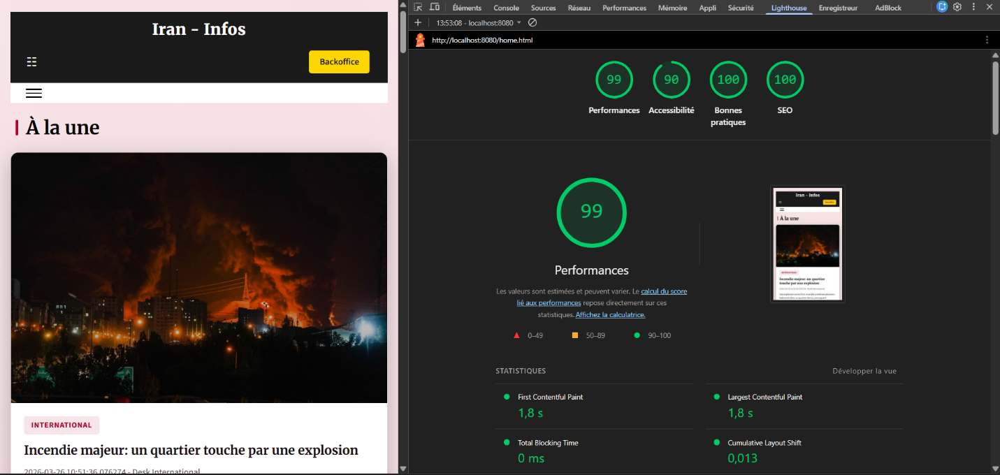 Iran - Infos
Backoffice
À la une
INTERNATIONAL
Incendie majeur: un quartier touche par une explosion
2026-03-26 10:51:36.076274 - Desk International
Éléments Console Sources Réseau Performances Mémoire Appli Sécurité Lighthouse Enregistreur AdBlock
13:53:08 - localhost:8080
http://localhost:8080/home.html
99 90 100 100
Performances Accessibilité Bonnes pratiques SEO
99
Performances
Les valeurs sont estimées et peuvent varier. Le calcul du score
lié aux performances repose directement sur ces
statistiques. Affichez la calculatrice.
0–49 50–89 90–100
Iran - Infos
Backoffice
À la une
INTERNATIONAL
Incendie majeur: un quartier
touche par une explosion
STATISTIQUES Développer la vue
First Contentful Paint
1,8 s
Largest Contentful Paint
1,8 s
Total Blocking Time
0 ms
Cumulative Layout Shift
0,013